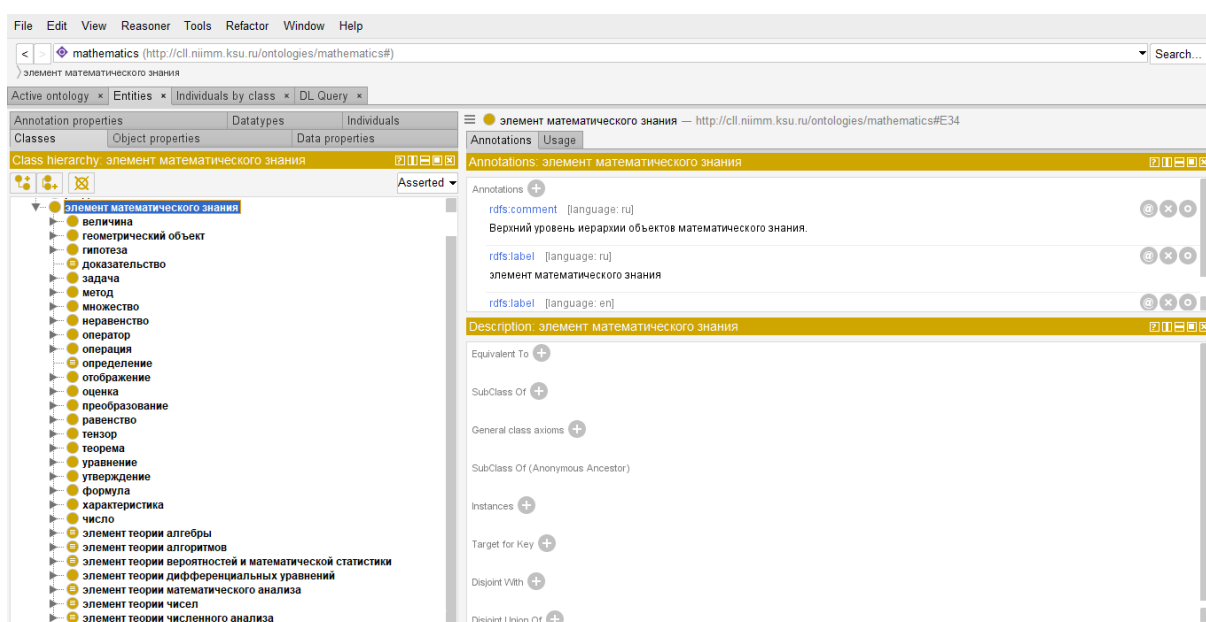 File Edit View Reasoner Tools Refactor Window Help
< > mathematics (http://cll.niimm.ksu.ru/ontologies/mathematics#) Search...
элемент математического знания
Active ontology × Entities × Individuals by class × DL Query ×
Annotation properties Datatypes Individuals
Classes Object properties Data properties
Class hierarchy: элемент математического знания
Asserted
элемент математического знания
величина
геометрический объект
гипотеза
доказательство
задача
метод
множество
неравенство
оператор
операция
определение
отображение
оценка
преобразование
равенство
тензор
теорема
уравнение
утверждение
формула
характеристика
число
элемент теории алгебры
элемент теории алгоритмов
элемент теории вероятностей и математической статистики
элемент теории дифференциальных уравнений
элемент теории математического анализа
элемент теории чисел
элемент теории численного анализа
элемент математического знания — http://cll.niimm.ksu.ru/ontologies/mathematics#E34
Annotations Usage
Annotations: элемент математического знания
Annotations
rdfs:comment [language: ru]
Верхний уровень иерархии объектов математического знания.
rdfs:label [language: ru]
элемент математического знания
rdfs:label [language: en]
Description: элемент математического знания
Equivalent To
SubClass Of
General class axioms
SubClass Of (Anonymous Ancestor)
Instances
Target for Key
Disjoint With
Disjoint Union Of